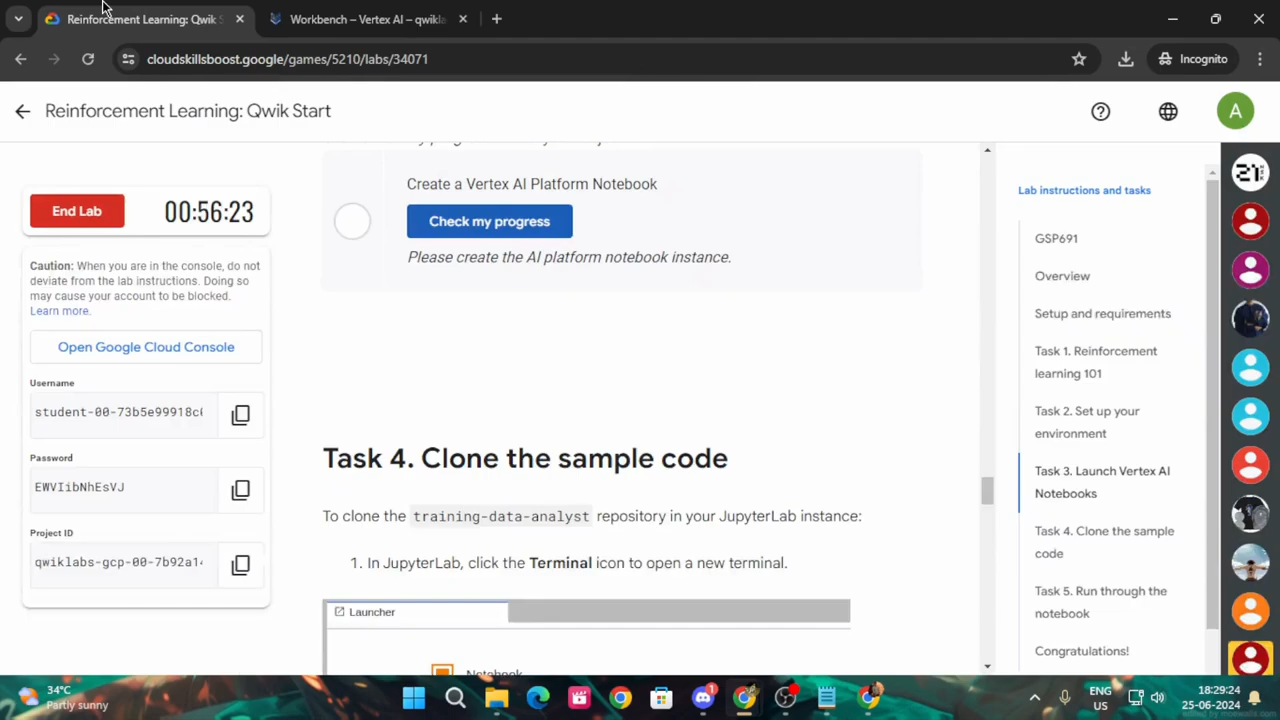 Reinforcement Learning: Qwik S
Workbench – Vertex AI – qwikla
cloudskillsboost.google/games/5210/labs/34071
Incognito
Reinforcement Learning: Qwik Start
A
End Lab
00:56:23
Caution: When you are in the console, do not
deviate from the lab instructions. Doing so
may cause your account to be blocked.
Learn more.
Open Google Cloud Console
Username
student-00-73b5e99918c
Password
EWVIibNhEsVJ
Project ID
qwiklabs-gcp-00-7b92a1
Create a Vertex AI Platform Notebook
Check my progress
Please create the AI platform notebook instance.
Task 4. Clone the sample code
To clone the training-data-analyst repository in your JupyterLab instance:
1. In JupyterLab, click the Terminal icon to open a new terminal.
Launcher
Notebook
Lab instructions and tasks
GSP691
Overview
Setup and requirements
Task 1. Reinforcement
learning 101
Task 2. Set up your
environment
Task 3. Launch Vertex AI
Notebooks
Task 4. Clone the sample
code
Task 5. Run through the
notebook
Congratulations!
21
34°C
Partly sunny
1
ENG
US
18:29:24
25-06-2024